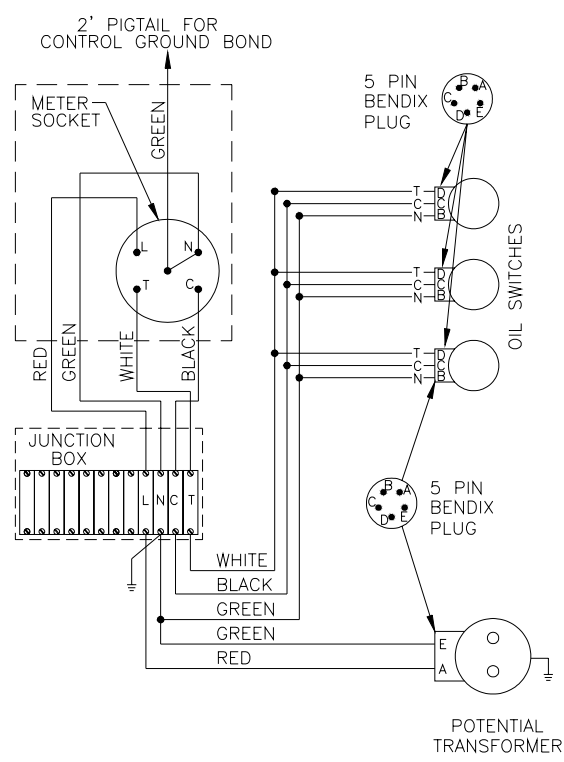 2' PIGTAIL FOR
CONTROL GROUND BOND
METER
SOCKET
GREEN
5 PIN
BENDIX
PLUG
B A
C
D E
L N
T C
T D
C C
N B
T D
C C
N B
T D
C C
N B
OIL SWITCHES
RED
GREEN
WHITE
BLACK
JUNCTION
BOX
L N C T
B A
C
D E
5 PIN
BENDIX
PLUG
WHITE
BLACK
GREEN
GREEN
RED
E
A
POTENTIAL
TRANSFORMER